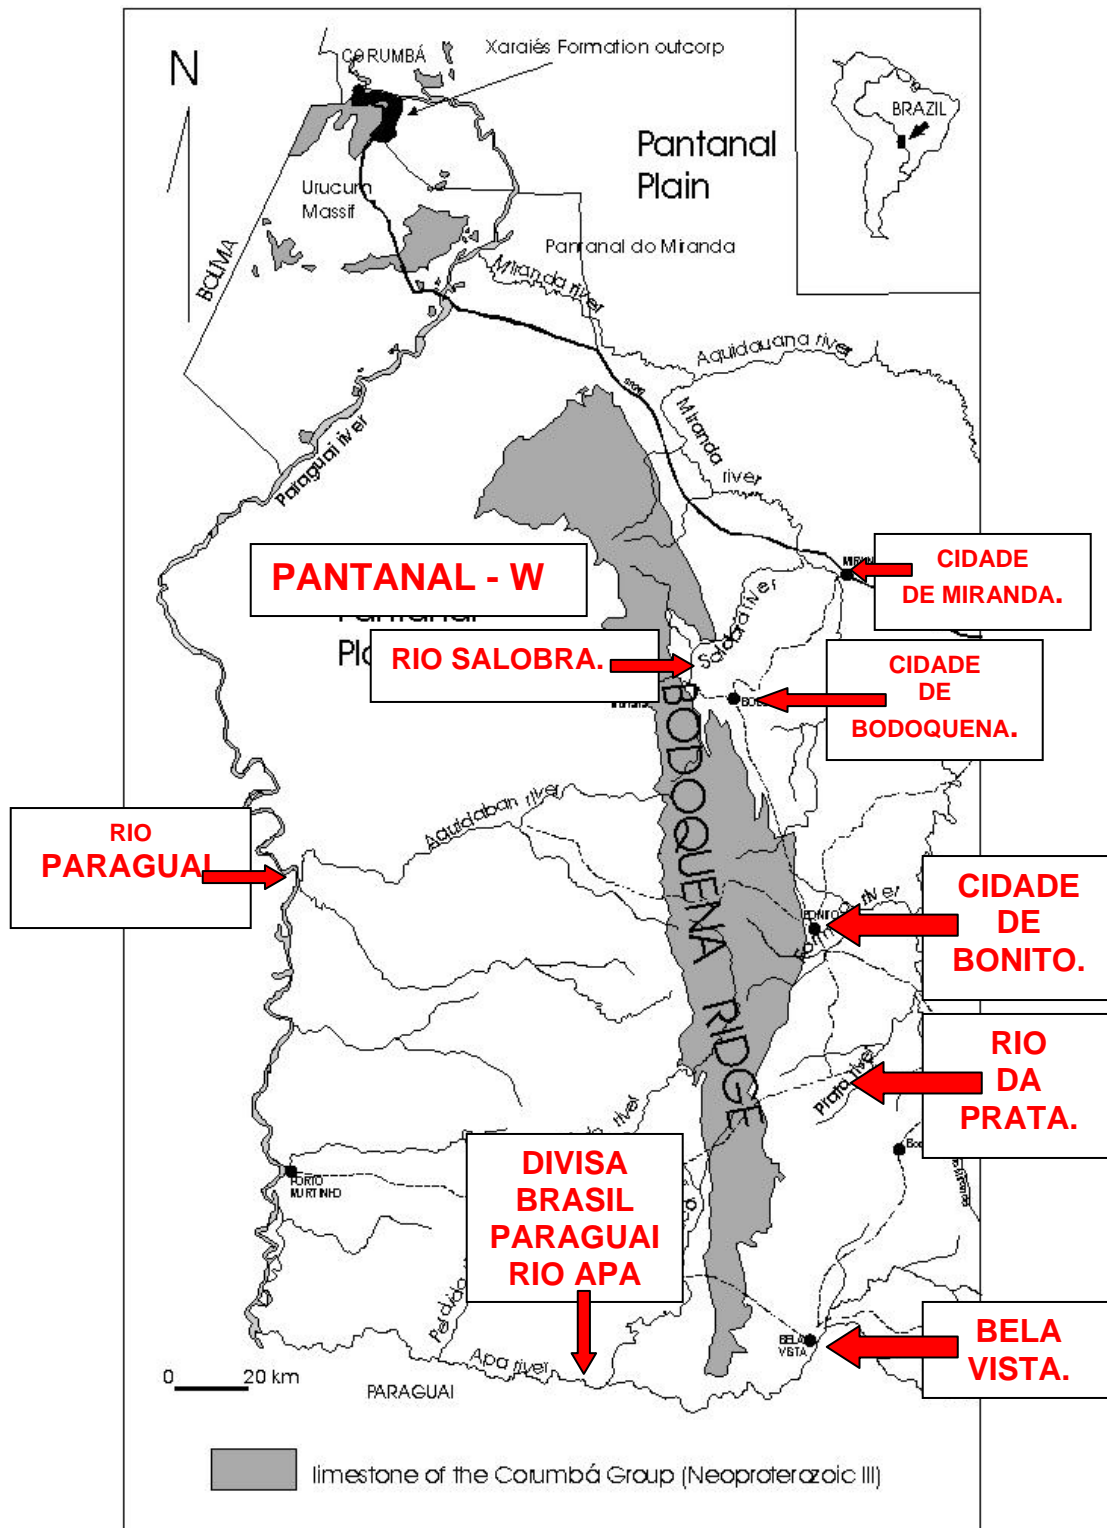 N
CORUMBÁ
Xaraiés Formation outcorp
BRAZIL
Pantanal
Plain
Urucum
Massif
BOLIVIA
Pantanal do Miranda
Miranda river
Aquidauana river
Miranda
river
Paraguai river
PANTANAL - W
CIDADE
DE MIRANDA.
RIO SALOBRA.
Salobra river
CIDADE
DE
BODOQUENA.
BODOQUENA RIDGE
Aquidaban river
RIO
PARAGUAI
CIDADE
DE
BONITO.
BONITO
river
RIO
DA
PRATA.
Prata river
river
DIVISA
BRASIL
PARAGUAI
RIO APA
PORTO
MURTINHO
Perdido
BELA
VISTA
BELA
VISTA.
Apa river
0 20 km
PARAGUAI
limestone of the Corumbá Group (Neoproterazoic III)